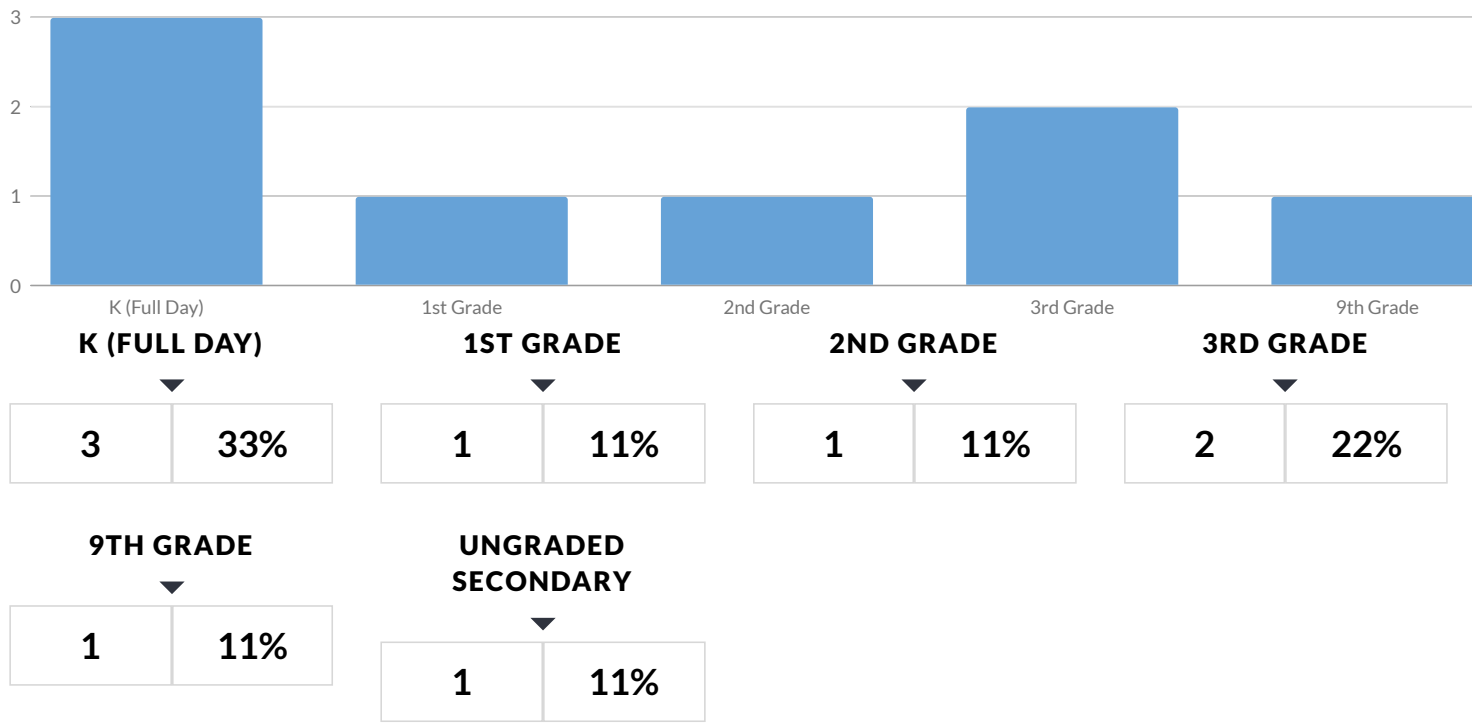 3
2
1
0
K (Full Day) 1st Grade 2nd Grade 3rd Grade 9th Grade
K (FULL DAY) 1ST GRADE 2ND GRADE 3RD GRADE
3 33% 1 11% 1 11% 2 22%
9TH GRADE
1 11%
UNGRADED
SECONDARY
1 11%